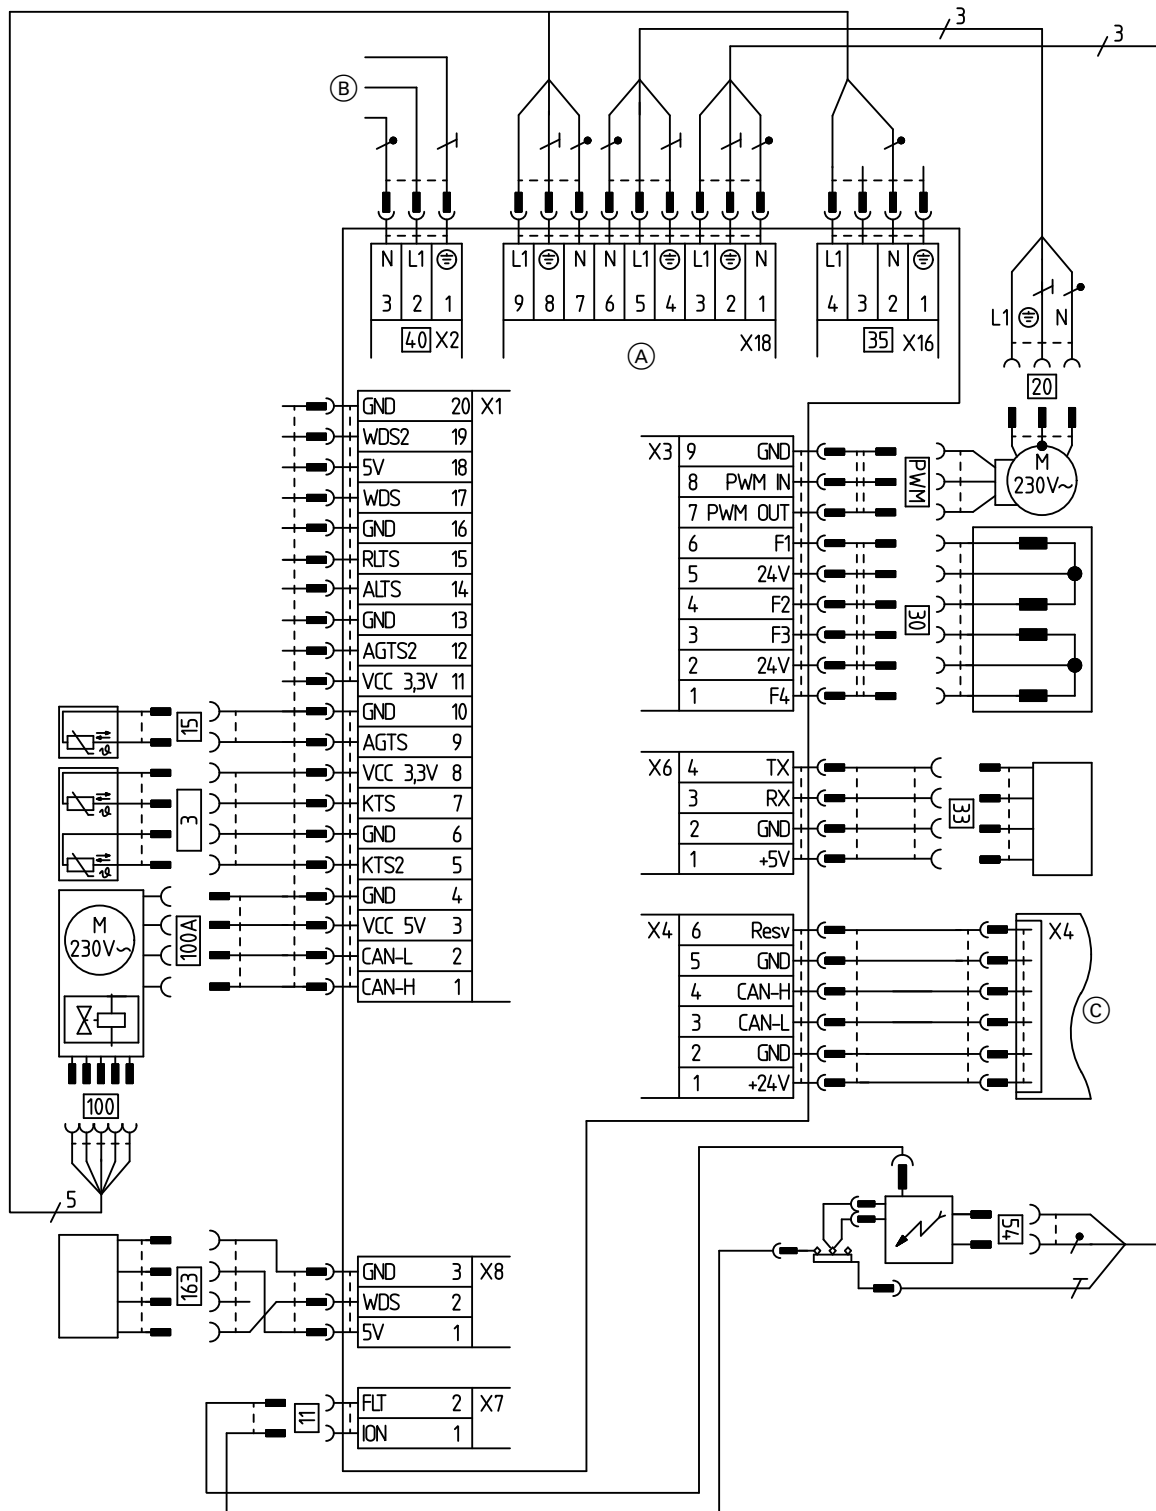 3
3
B
N L1
3 2 1
40 X2
L1 N N L1 L1 N
9 8 7 6 5 4 3 2 1
A X18
L1 N
4 3 2 1
35 X16
L1 N
20
M
230V~
X1
GND 20
WDS2 19
5V 18
WDS 17
GND 16
RLTS 15
ALTS 14
GND 13
AGTS2 12
VCC 3,3V 11
GND 10
AGTS 9
VCC 3,3V 8
KTS 7
GND 6
KTS2 5
GND 4
VCC 5V 3
CAN-L 2
CAN-H 1
15
ϑ
3
ϑ
ϑ
M
230V~
100A
100
5
X3
9 GND
8 PWM IN
7 PWM OUT
6 F1
5 24V
4 F2
3 F3
2 24V
1 F4
PWM
30
X6
4 TX
3 RX
2 GND
1 +5V
33
X4
6 Resv
5 GND
4 CAN-H
3 CAN-L
2 GND
1 +24V
X4
C
54
163
GND 3 X8
WDS 2
5V 1
11
FLT 2 X7
ION 1